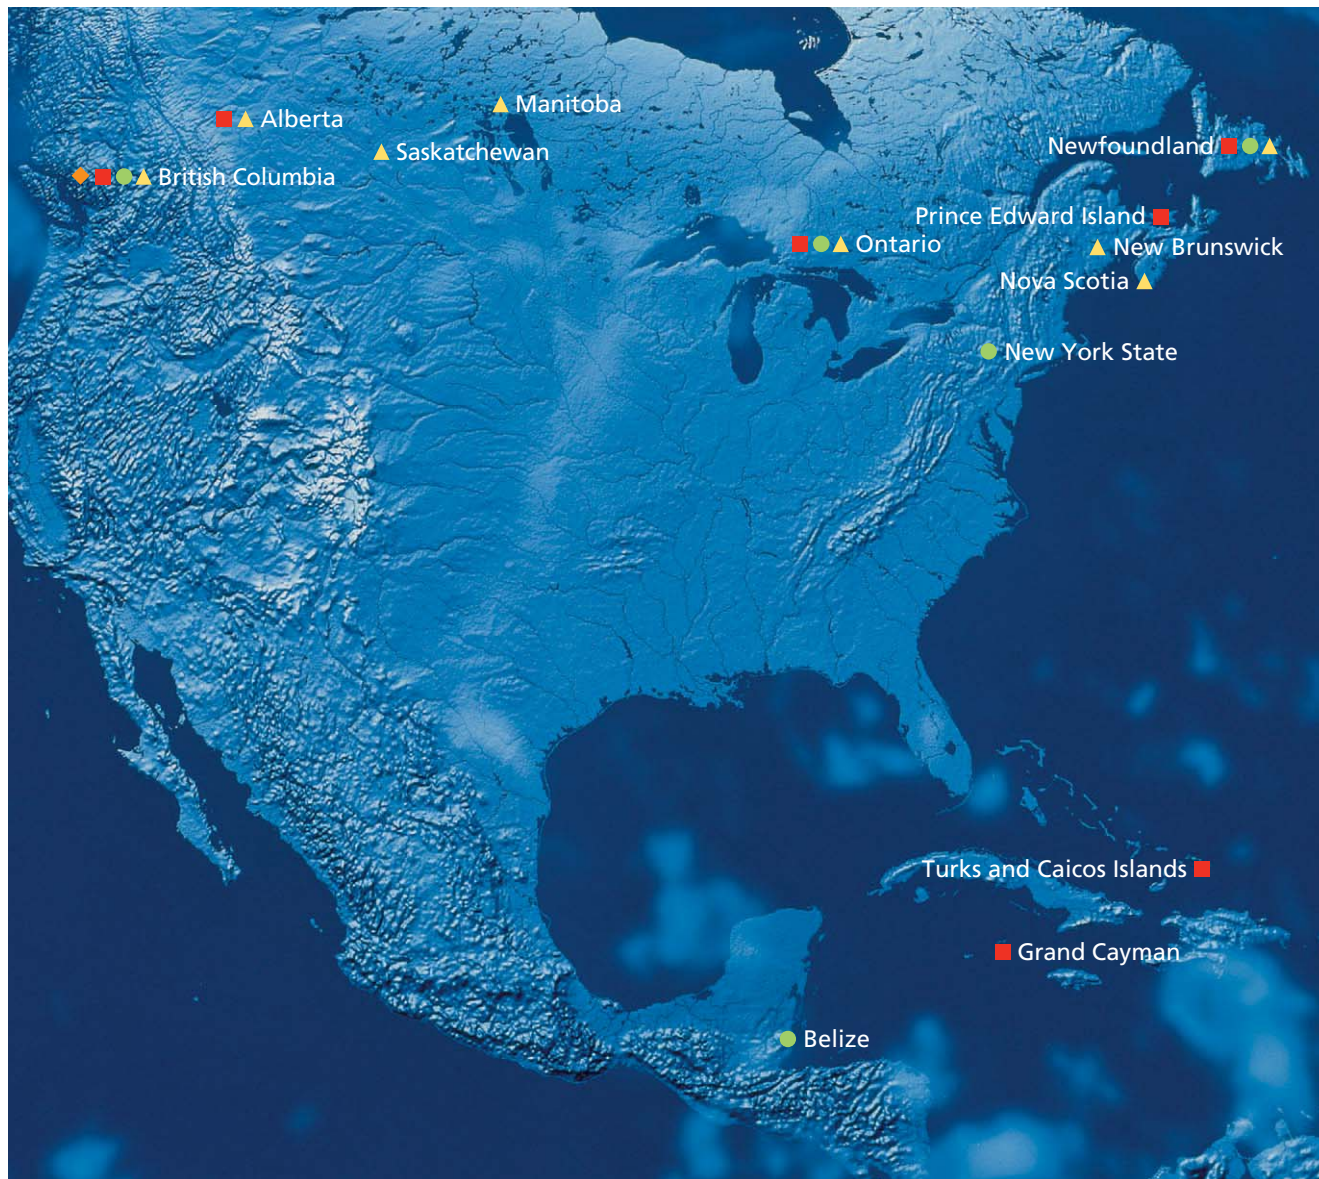 Manitoba
Alberta
Newfoundland
Saskatchewan
British Columbia
Prince Edward Island
Ontario
New Brunswick
Nova Scotia
New York State
Turks and Caicos Islands
Grand Cayman
Belize